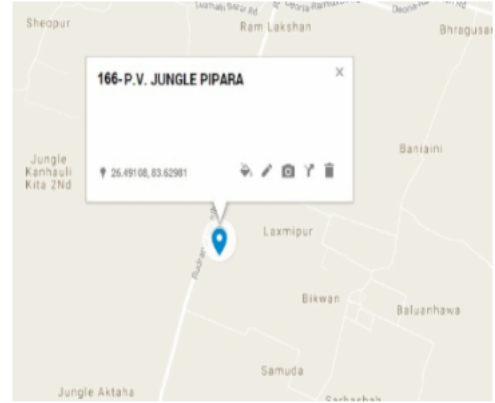 Sheopur
Ram Lakshan
166-P.V. JUNGLE PIPARA
×
26.49108, 83.62981
Jungle
Kanhauli
Kita 2Nd
Baniaini
Laxmipur
Bikwan
Baluanhawa
Samuda
Jungle Aktaha